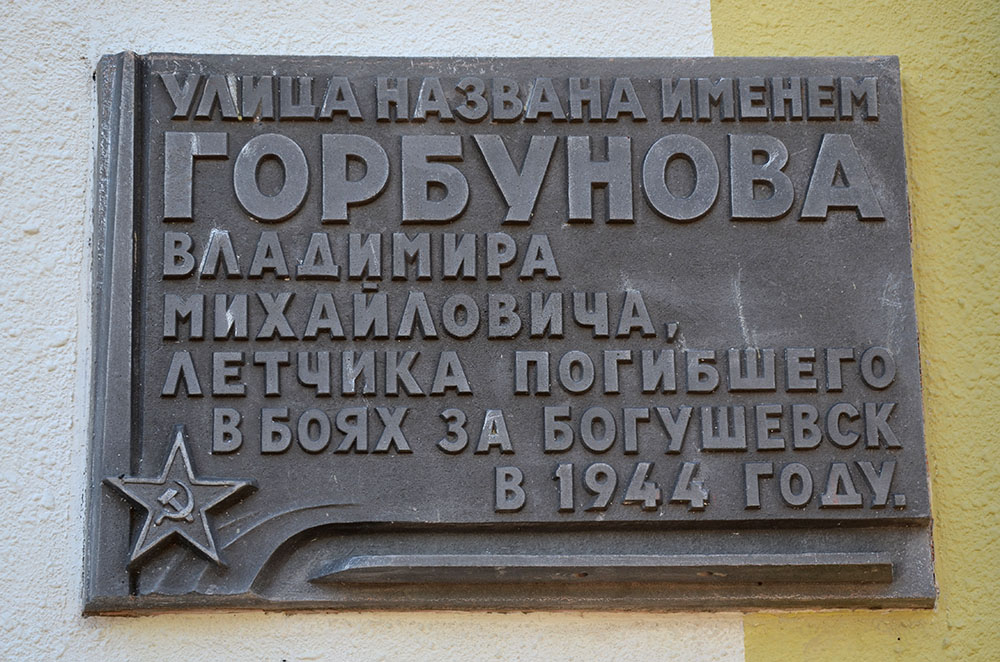 УЛИЦА НАЗВАНА ИМЕНЕМ
ГОРБУНОВА
ВЛАДИМИРА
МИХАЙЛОВИЧА,
ЛЕТЧИКА ПОГИБШЕГО
В БОЯХ ЗА БОГУШЕВСК
В 1944 ГОДУ.